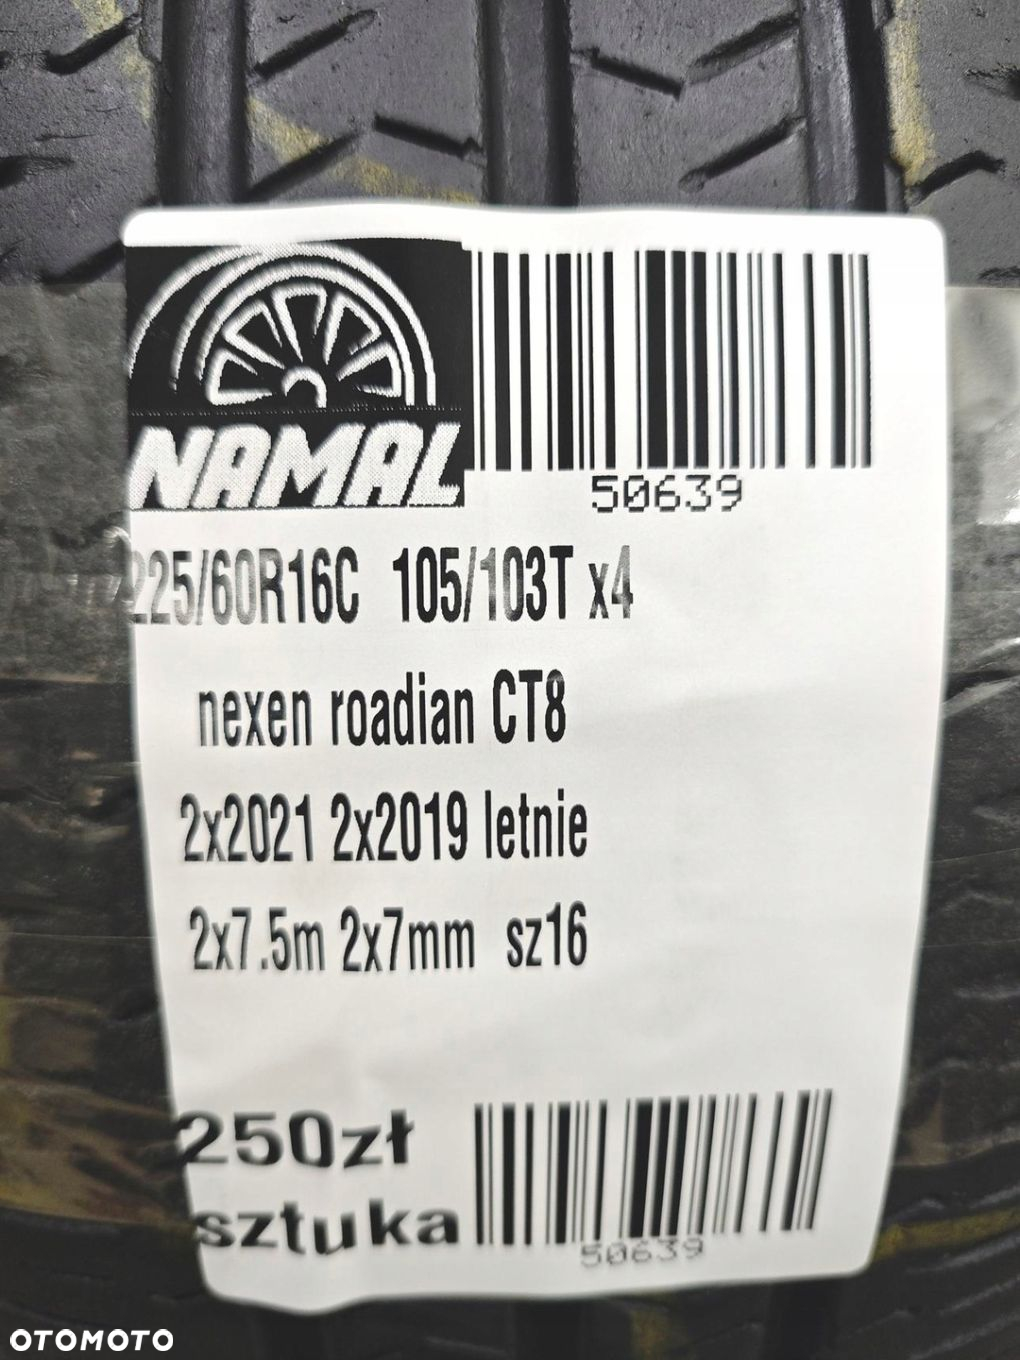 NAMAL
50639
225/60R16C 105/103T x4
nexen roadian CT8
2x2021 2x2019 letnie
2x7.5m 2x7mm sz16
250zł
sztuka
50639
OTOMOTO